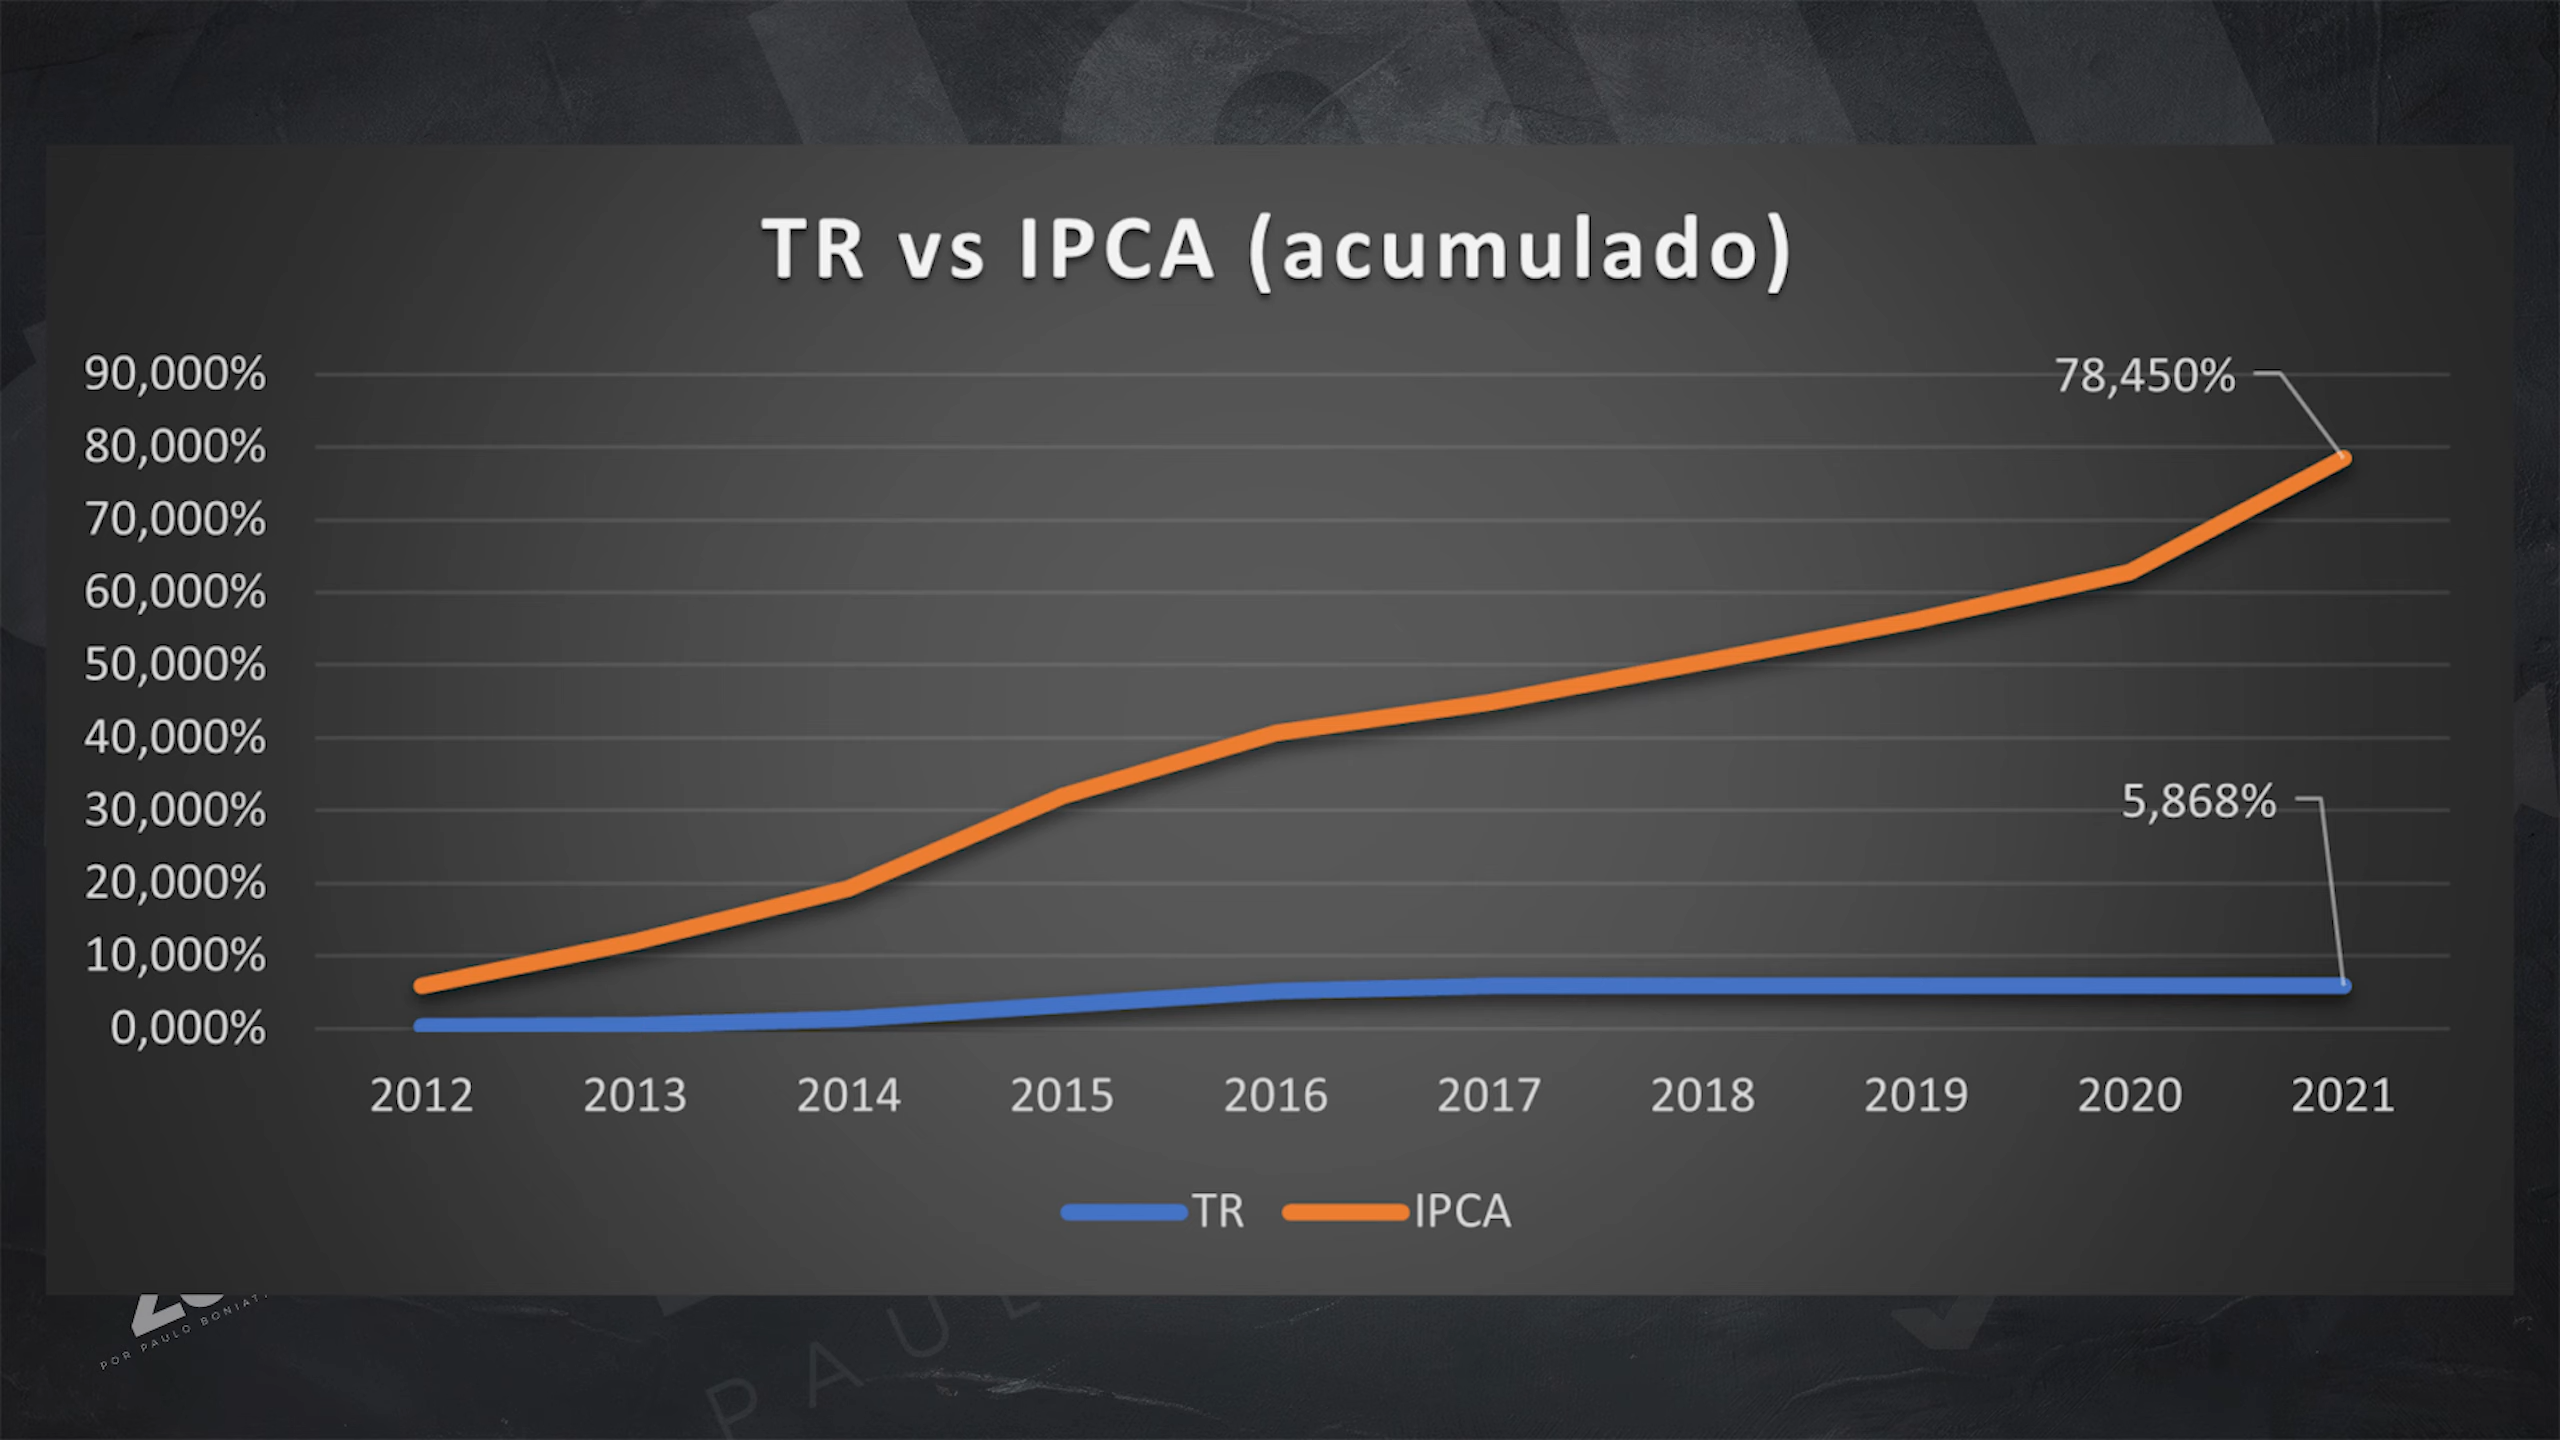 TR vs IPCA (acumulado)
90,000%
80,000%
70,000%
60,000%
50,000%
40,000%
30,000%
20,000%
10,000%
0,000%
78,450%
5,868%
2012 2013 2014 2015 2016 2017 2018 2019 2020 2021
TR IPCA
POR PAULO BONIAT
PAUL